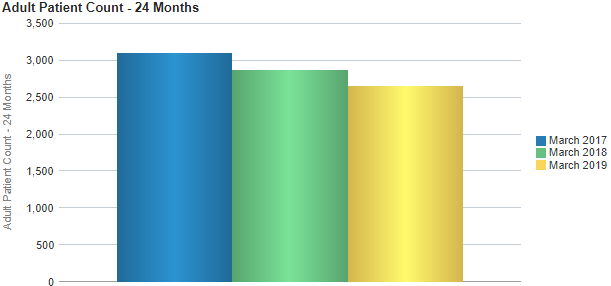 Adult Patient Count - 24 Months
Adult Patient Count - 24 Months
3,500
3,000
2,500
2,000
1,500
1,000
500
0
March 2017
March 2018
March 2019